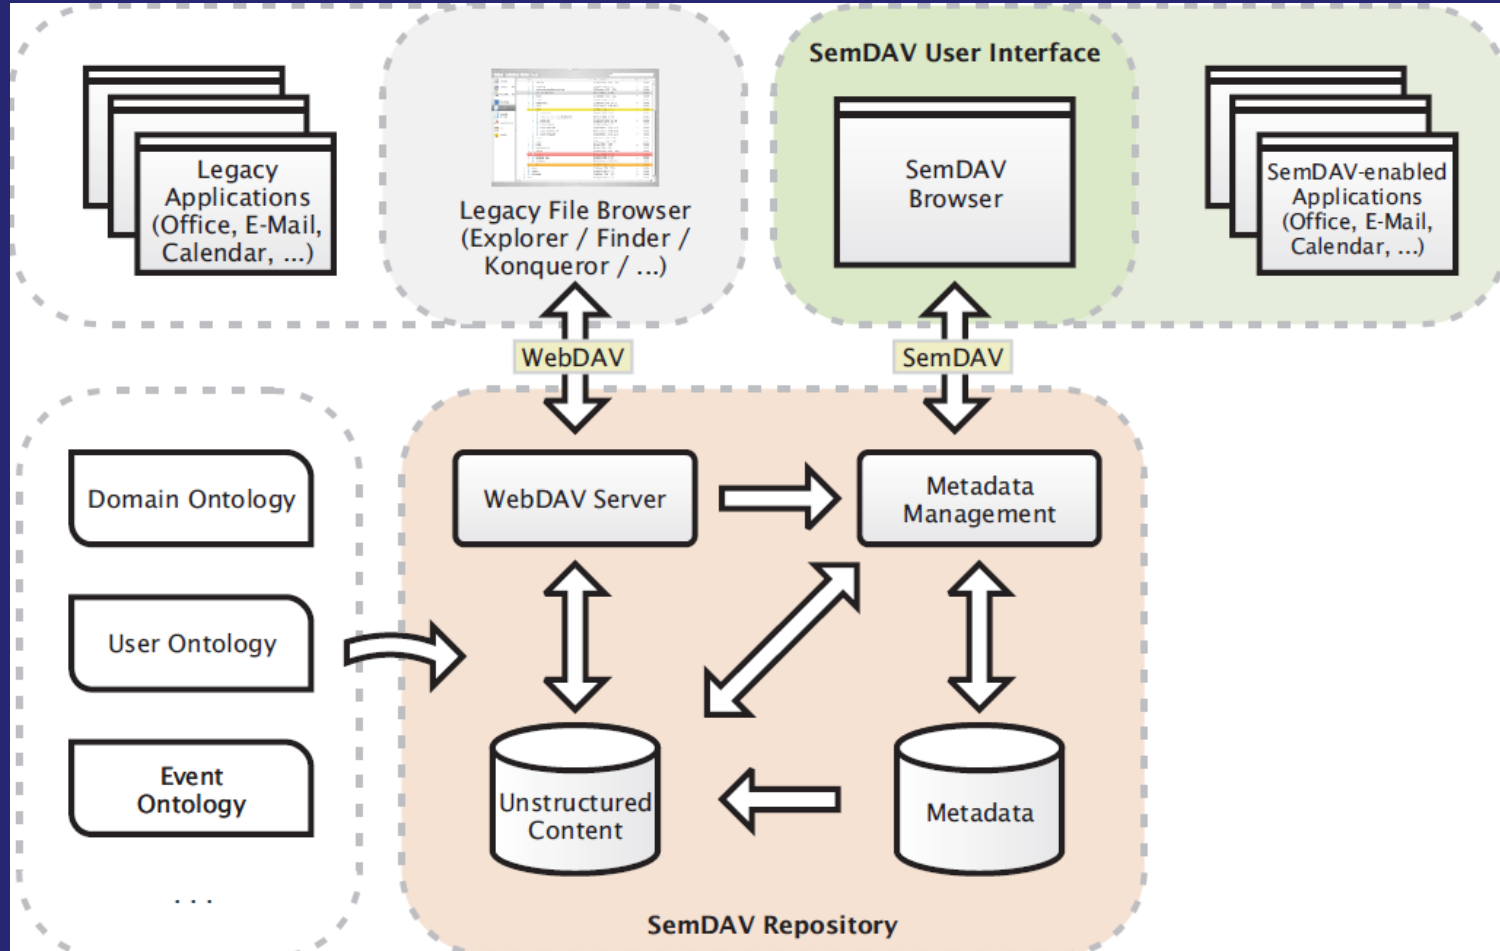 SemDAV User Interface
Legacy
Applications
(Office, E-Mail,
Calendar, ...)
Legacy File Browser
(Explorer / Finder /
Konqueror / ...)
SemDAV
Browser
SemDAV-enabled
Applications
(Office, E-Mail,
Calendar, ...)
WebDAV
SemDAV
Domain Ontology
User Ontology
Event
Ontology
. . .
WebDAV Server
Metadata
Management
Unstructured
Content
Metadata
SemDAV Repository